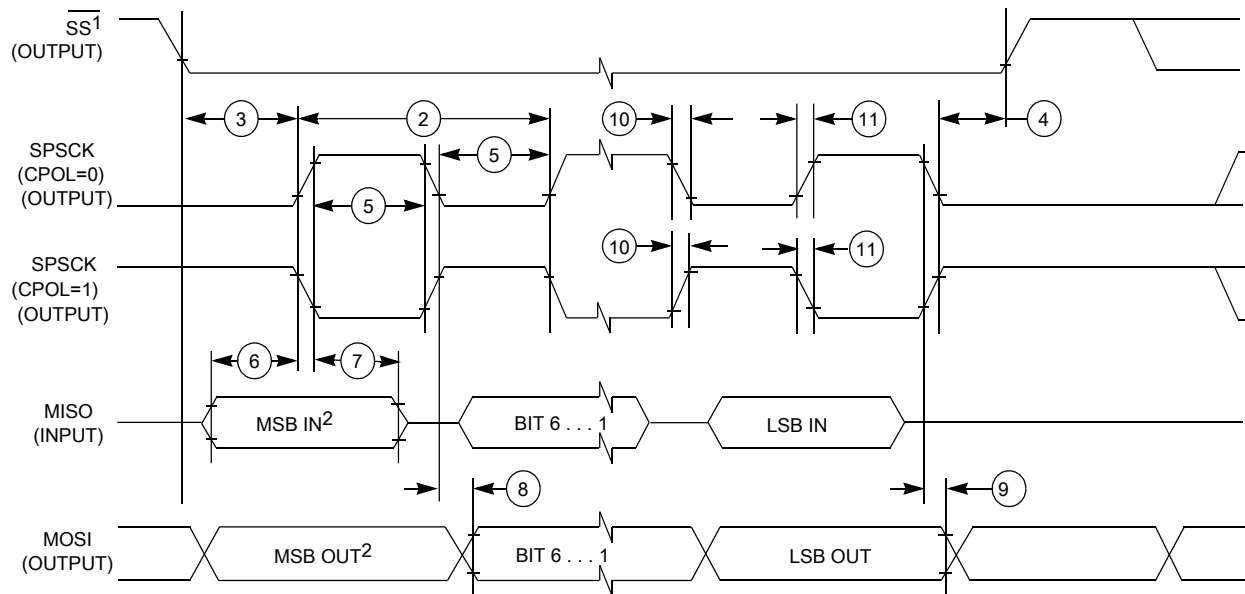 SS1
(OUTPUT)
3
2
10
11
4
SPSCK
(CPOL=0)
(OUTPUT)
5
5
SPSCK
(CPOL=1)
(OUTPUT)
10
11
6
7
MISO
(INPUT)
MSB IN2
BIT 6 . . . 1
LSB IN
8
9
MOSI
(OUTPUT)
MSB OUT2
BIT 6 . . . 1
LSB OUT